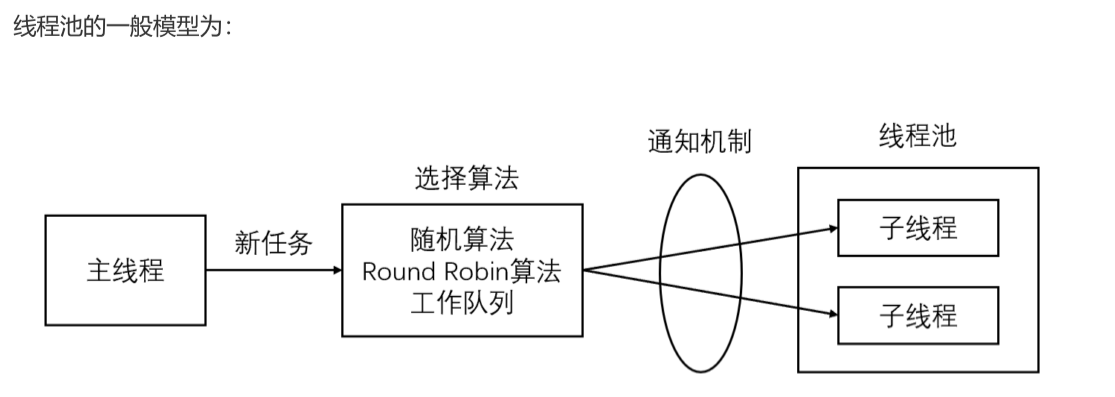 线程池的一般模型为：
通知机制
线程池
选择算法
主线程
新任务
随机算法
Round Robin算法
工作队列
子线程
子线程